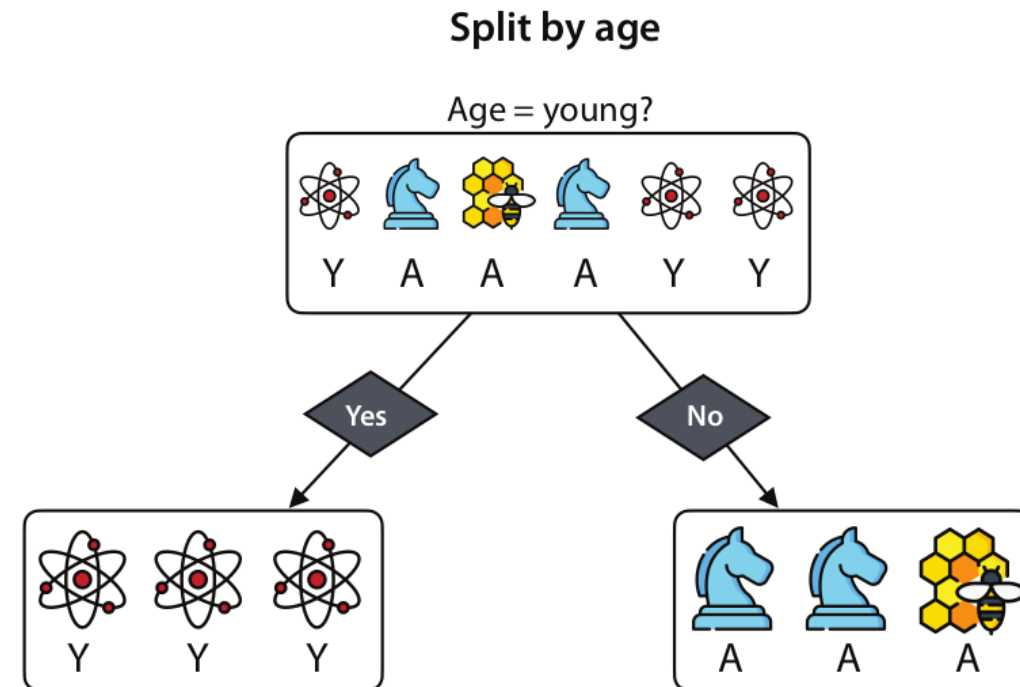 Split by age
Age = young?
Y A A A Y Y
Yes No
Y Y Y A A A